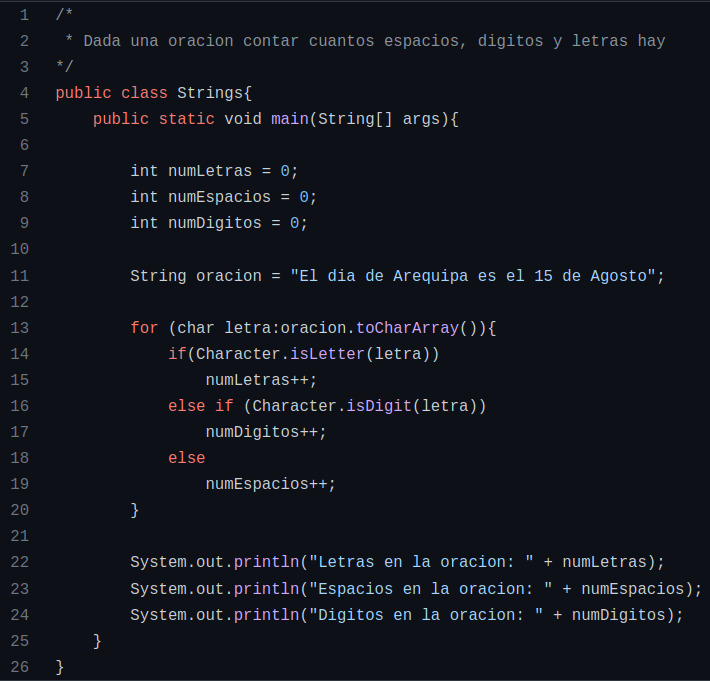 1 /*
2  * Dada una oracion contar cuantos espacios, digitos y letras hay
3 */
4 public class Strings{
5     public static void main(String[] args){
6
7         int numLetras = 0;
8         int numEspacios = 0;
9         int numDigitos = 0;
10
11         String oracion = "El dia de Arequipa es el 15 de Agosto";
12
13         for (char letra:oracion.toCharArray()){
14             if(Character.isLetter(letra))
15                 numLetras++;
16             else if (Character.isDigit(letra))
17                 numDigitos++;
18             else
19                 numEspacios++;
20         }
21
22         System.out.println("Letras en la oracion: " + numLetras);
23         System.out.println("Espacios en la oracion: " + numEspacios);
24         System.out.println("Digitos en la oracion: " + numDigitos);
25     }
26 }